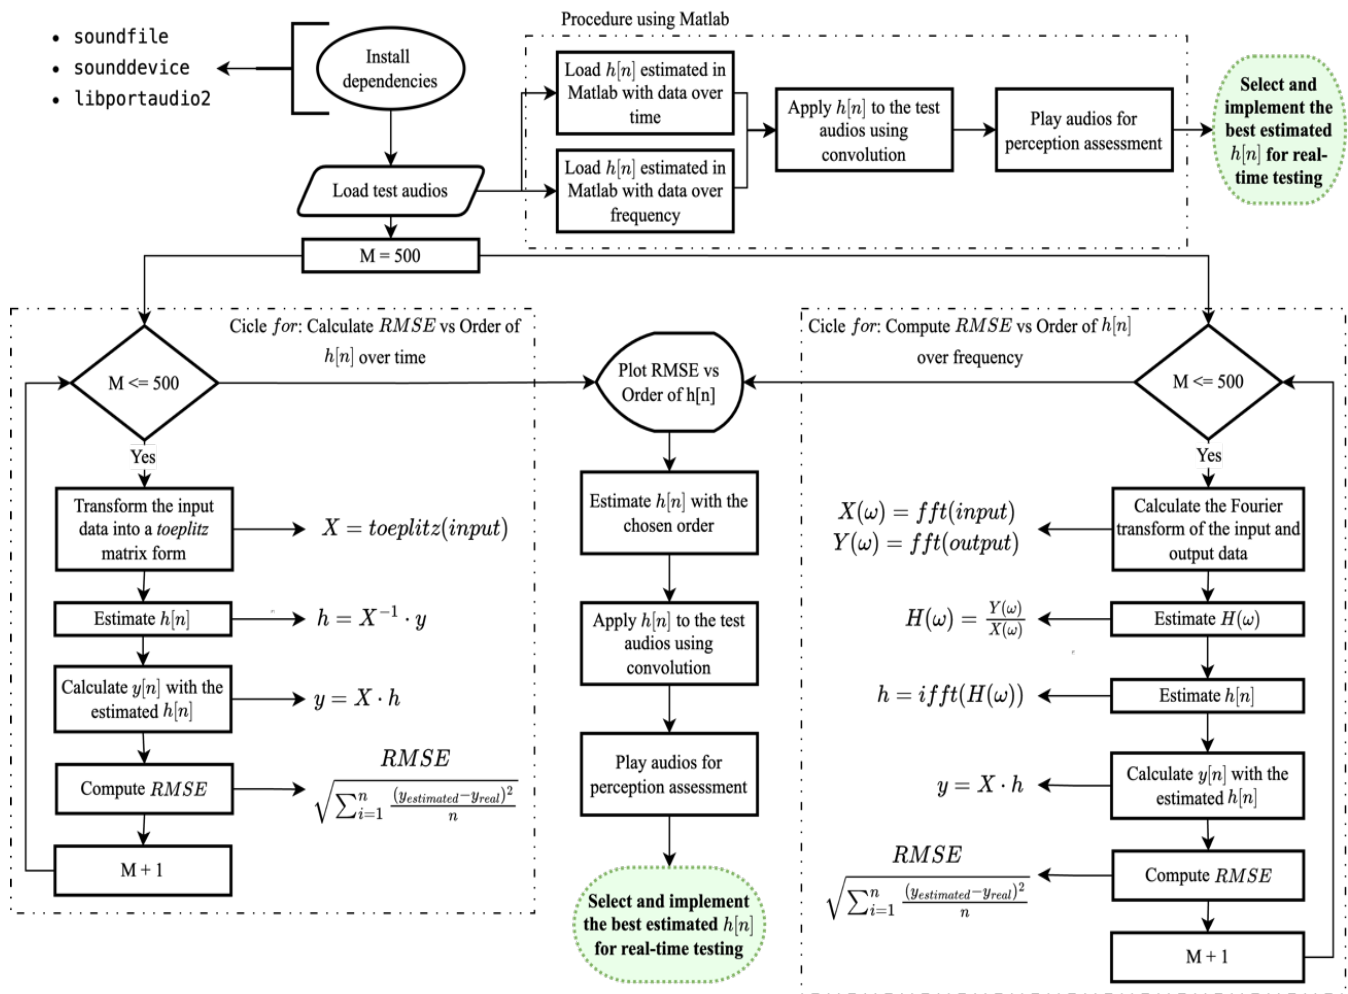 Procedure using Matlab
• soundfile
• sounddevice
• libportaudio2
Install
dependencies
Load h[n] estimated in
Matlab with data over
time
Load h[n] estimated in
Matlab with data over
frequency
Apply h[n] to the test
audios using
convolution
Play audios for
perception assessment
Select and
implement the
best estimated
h[n] for real-
time testing
Load test audios
M = 500
Cicle for: Calculate RMSE vs Order of
h[n] over time
M <= 500
Yes
Transform the input
data into a toeplitz
matrix form
X = toeplitz(input)
Estimate h[n]
h = X⁻¹ · y
Calculate y[n] with the
estimated h[n]
y = X · h
Compute RMSE
RMSE
√∑ⁿᵢ₌₁ (y_estimated−y_real)²/n
M + 1
Plot RMSE vs
Order of h[n]
Estimate h[n] with the
chosen order
Apply h[n] to the test
audios using
convolution
Play audios for
perception assessment
Select and implement
the best estimated h[n]
for real-time testing
Cicle for: Compute RMSE vs Order of h[n]
over frequency
M <= 500
Yes
Calculate the Fourier
transform of the input and
output data
X(ω) = fft(input)
Y(ω) = fft(output)
Estimate H(ω)
H(ω) = Y(ω)/X(ω)
Estimate h[n]
h = ifft(H(ω))
Calculate y[n] with the
estimated h[n]
y = X · h
Compute RMSE
RMSE
√∑ⁿᵢ₌₁ (y_estimated−y_real)²/n
M + 1